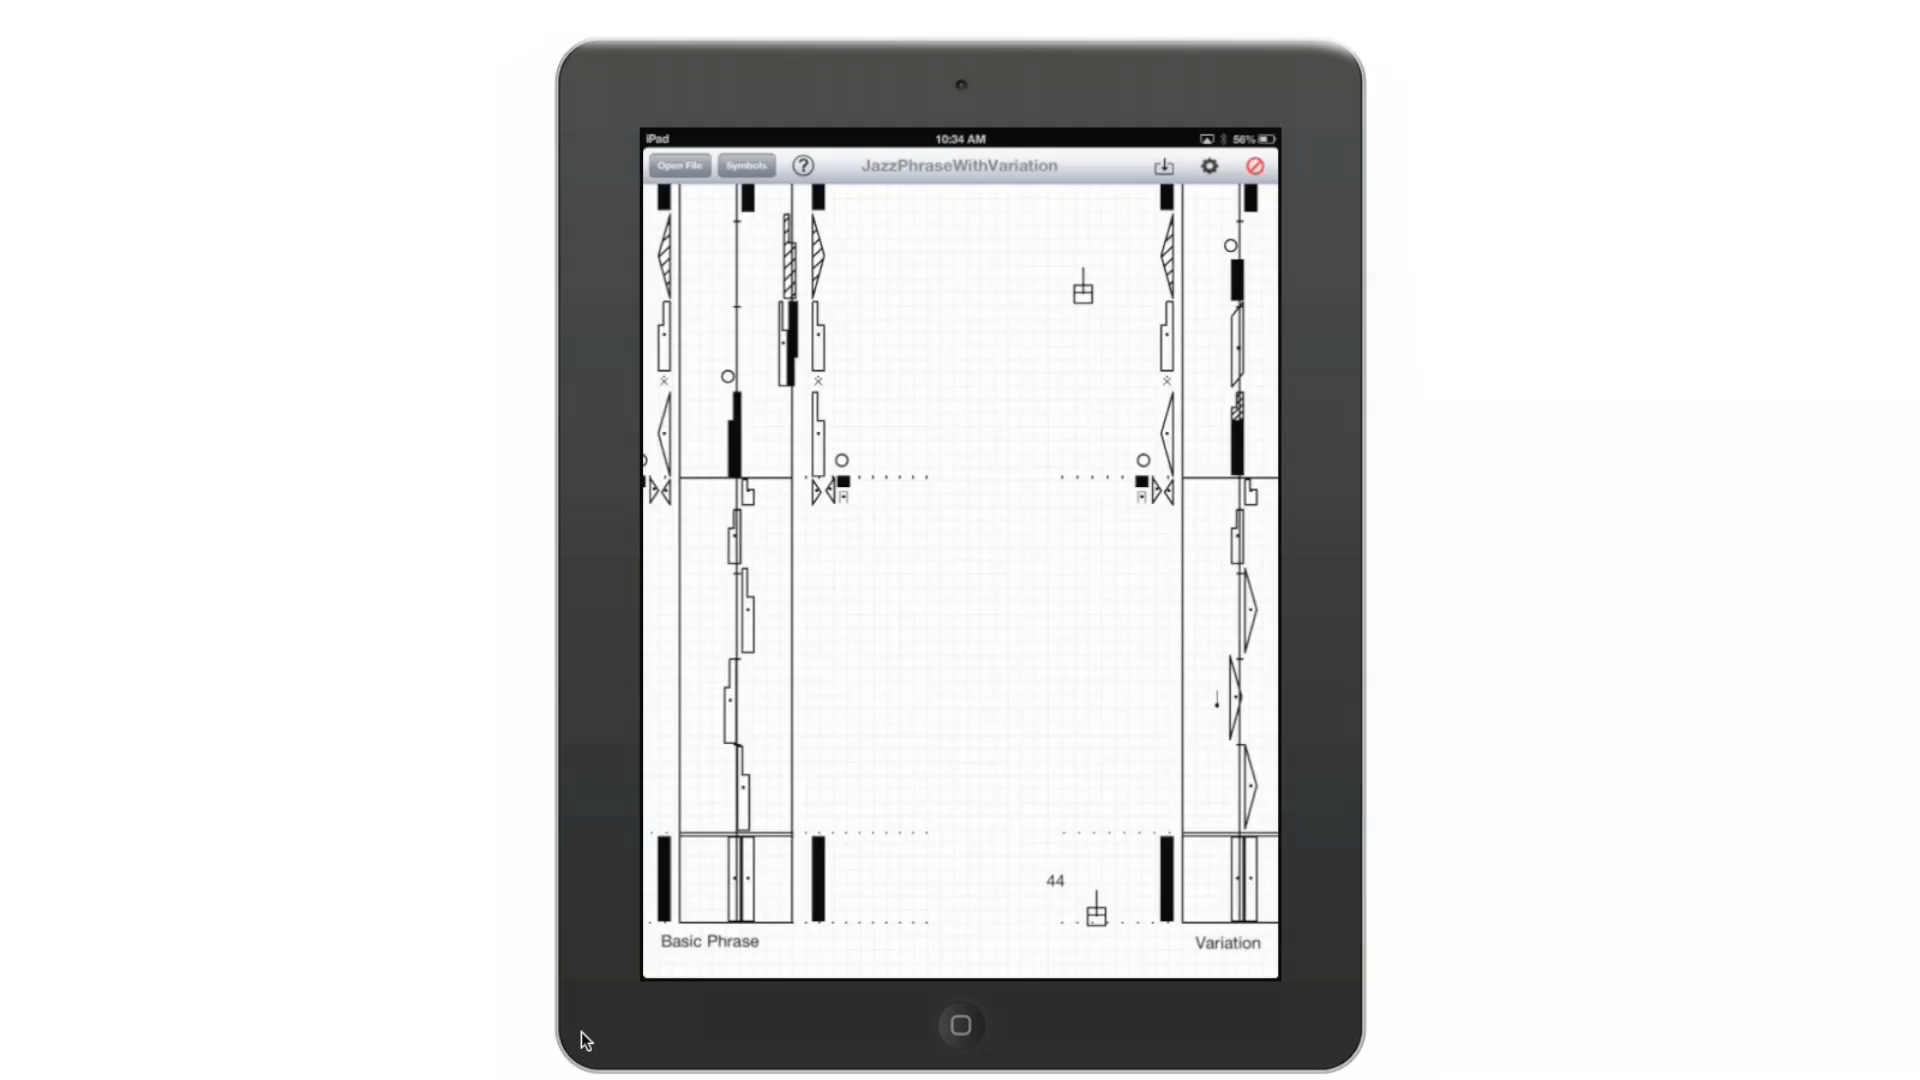 iPad 10:34 AM 56%
Open File Symbols ? JazzPhraseWithVariation
44
Basic Phrase Variation